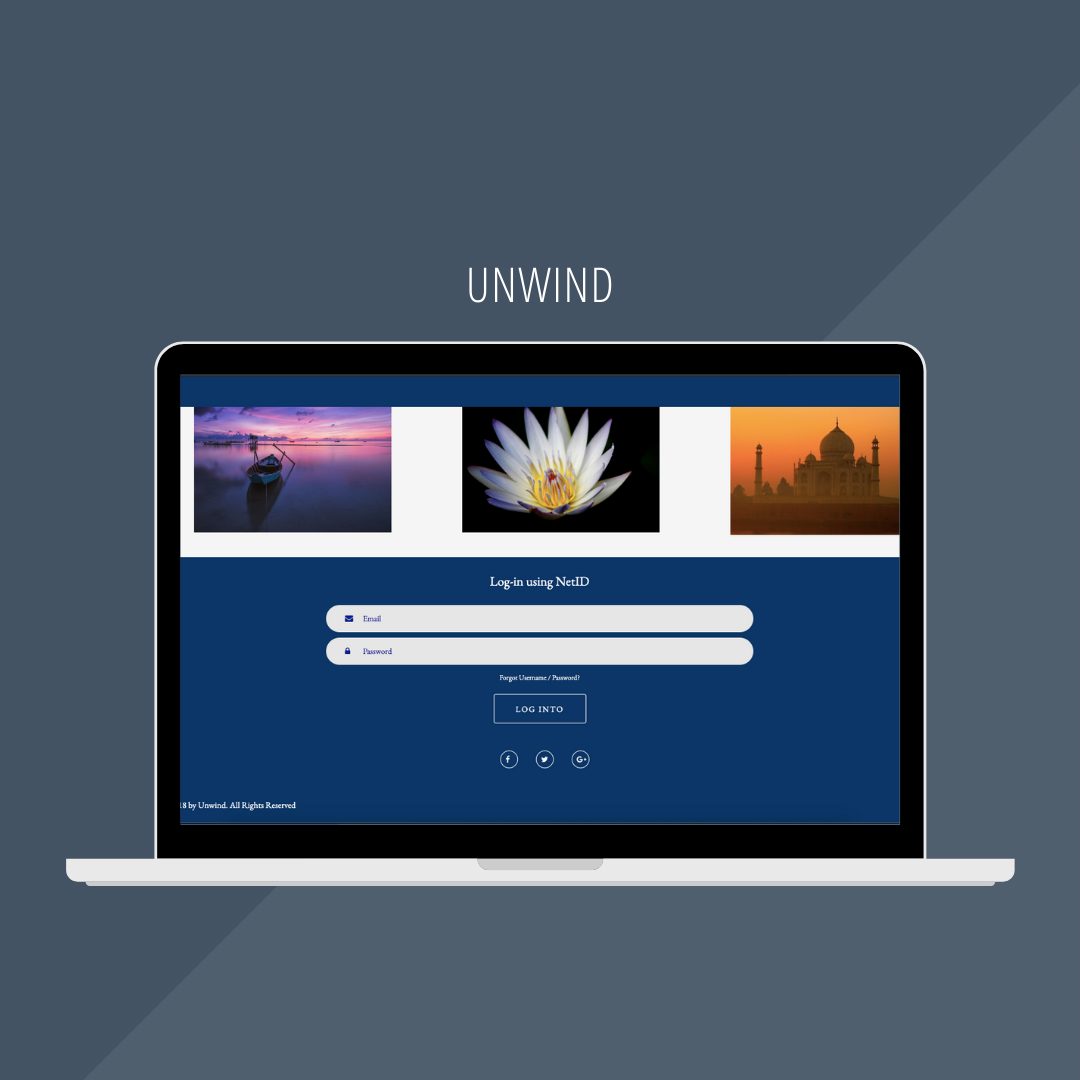 UNWIND
Log-in using NetID
Email
Password
Forgot Username / Password?
LOG INTO
f
G+
18 by Unwind. All Rights Reserved